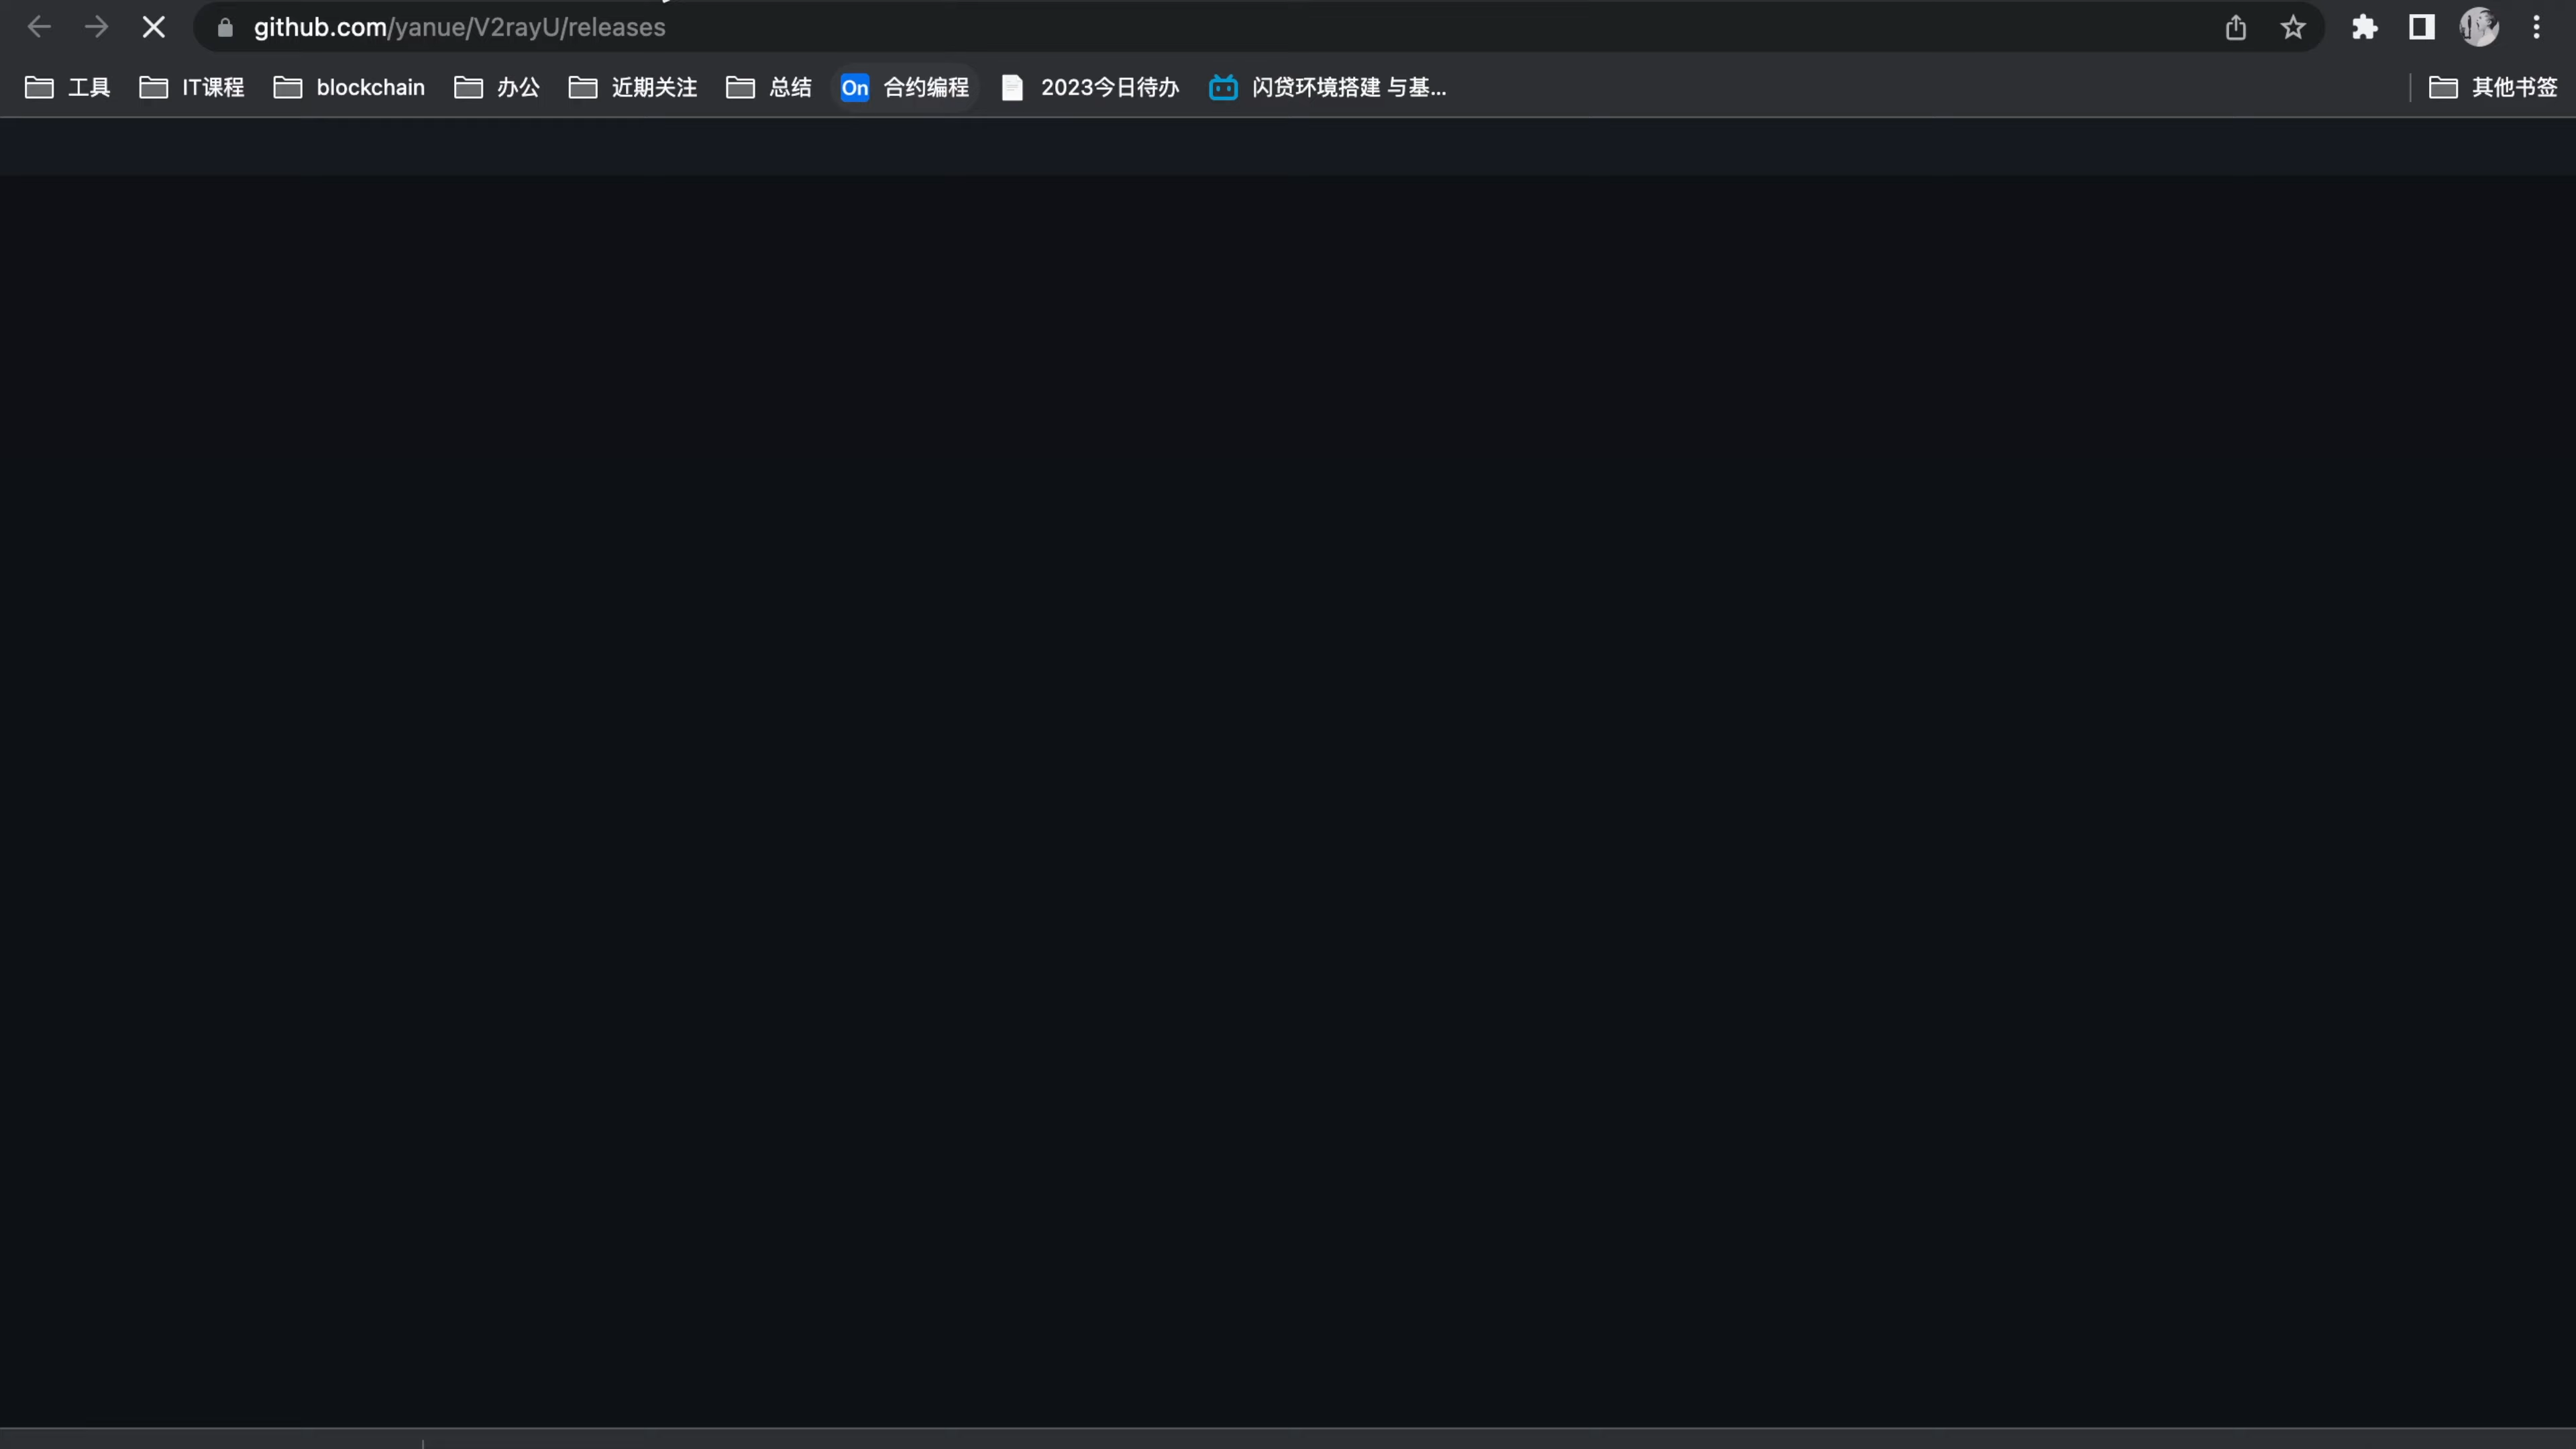 github.com/yanue/V2rayU/releases
工具 IT课程 blockchain 办公 近期关注 总结 On 合约编程 2023今日待办 闪贷环境搭建 与基... 其他书签